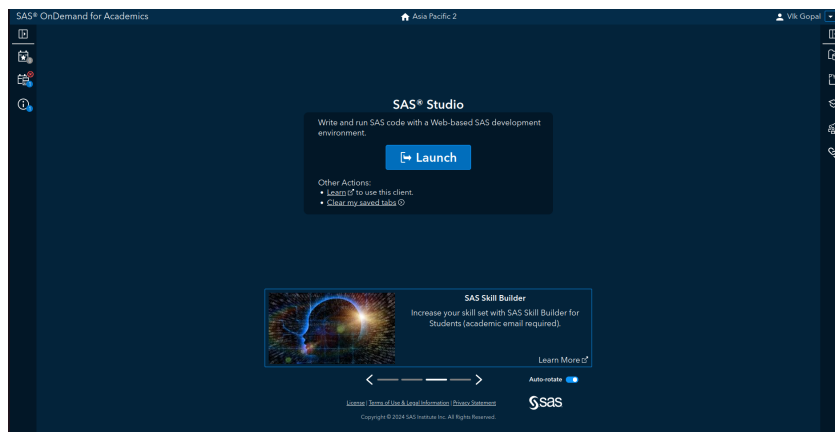 SAS® OnDemand for Academics
Asia Pacific 2
Vik Gopal
SAS® Studio
Write and run SAS code with a Web-based SAS development
environment.
Launch
Other Actions:
Learn to use this client.
Clear my saved tabs
SAS Skill Builder
Increase your skill set with SAS Skill Builder for
Students (academic email required).
Learn More
Auto-rotate
License | Terms of Use & Legal Information | Privacy Statement
sas
Copyright © 2024 SAS Institute Inc. All Rights Reserved.